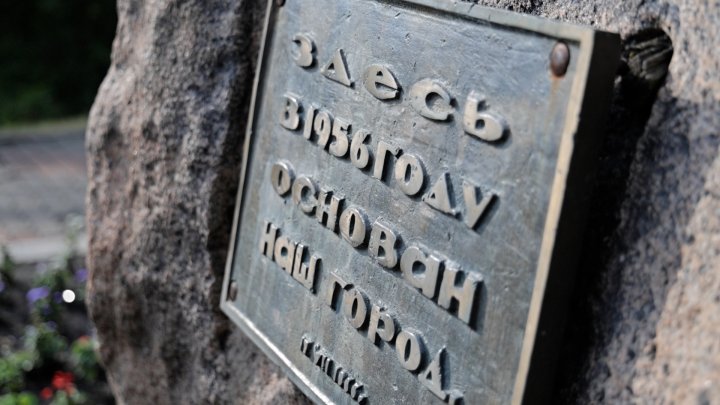 Здесь
в 1956 году
основан
наш город.